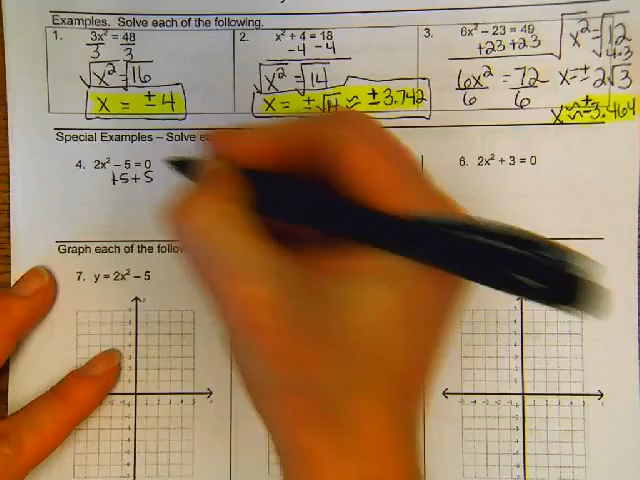 Examples. Solve each of the following.
1. 3x² = 48
3 3
√x² = √16
x = ±4
2. x² + 4 = 18
-4 -4
√x² = √14
x = ±√14 ≈ ±3.742
3. 6x² – 23 = 49
+23 +23
6x² = 72
6 6
√x² = √12
4·3
x = ±2√3
x ≈ ±3.464
Special Examples – Solve
4. 2x² – 5 = 0
+5 +5
6. 2x² + 3 = 0
Graph each of the
7. y = 2x² – 5